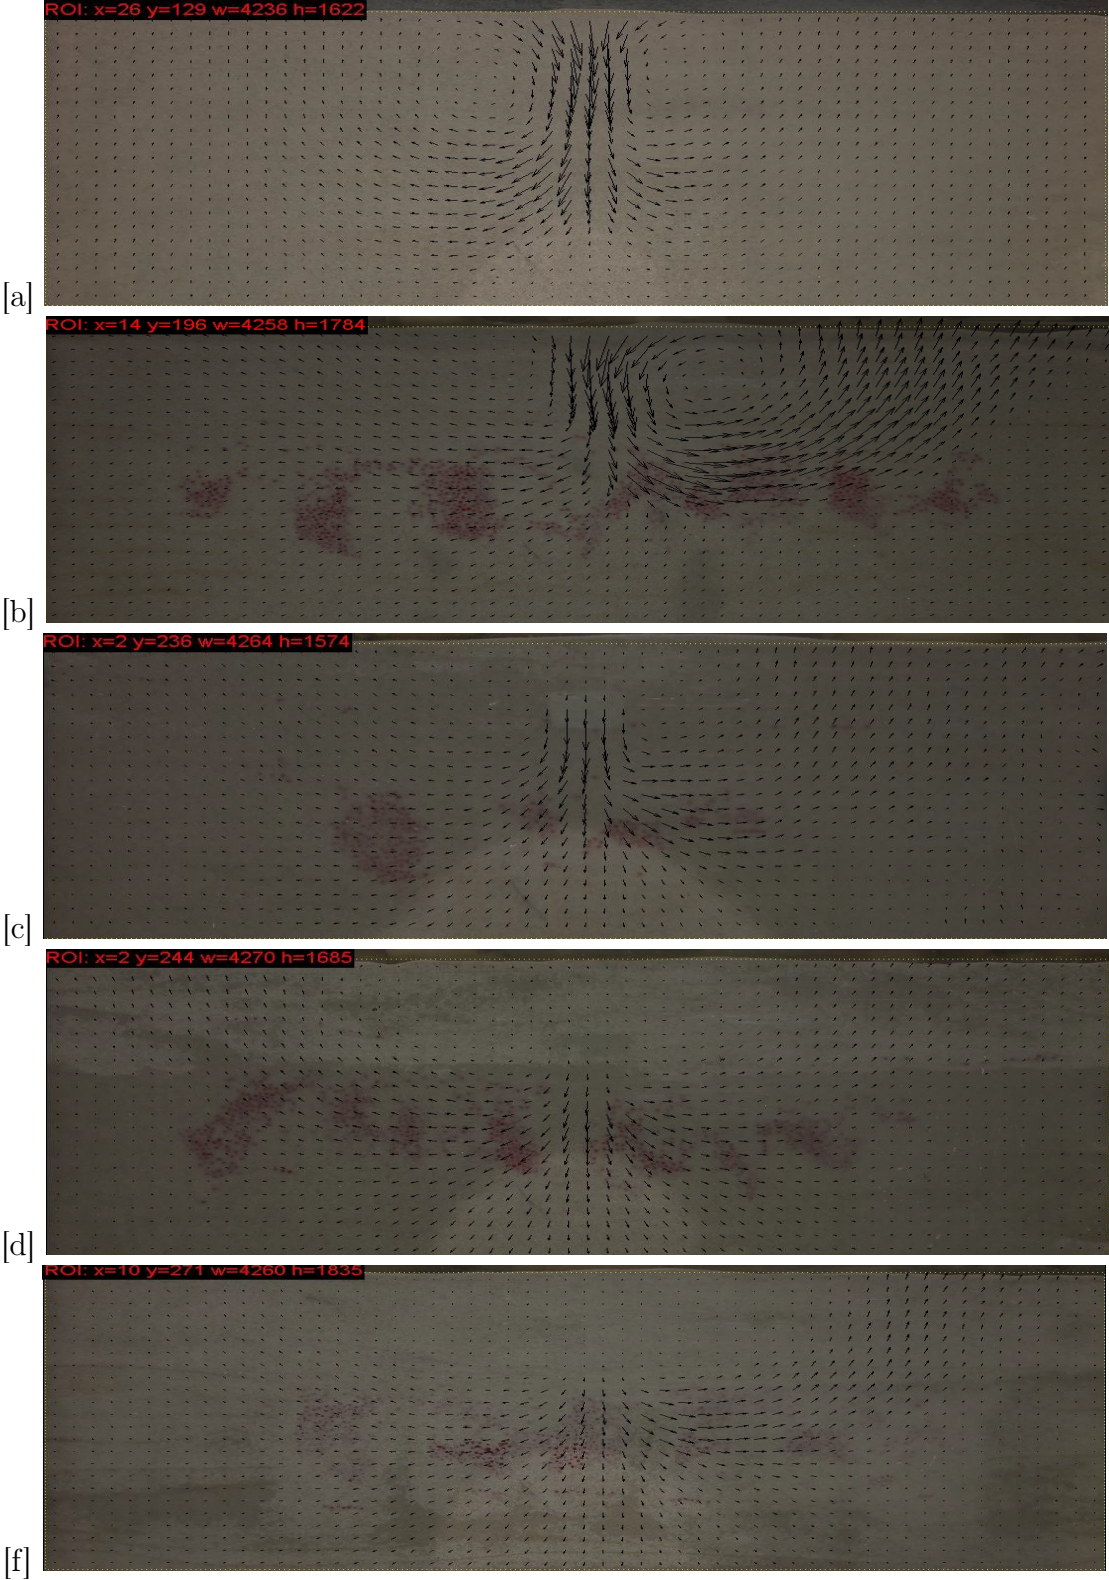 ROI: x=26 y=129 w=4236 h=1622
[a]
ROI: x=14 y=196 w=4258 h=1784
[b]
ROI: x=2 y=236 w=4264 h=1574
[c]
ROI: x=2 y=244 w=4270 h=1685
[d]
ROI: x=10 y=271 w=4260 h=1835
[f]